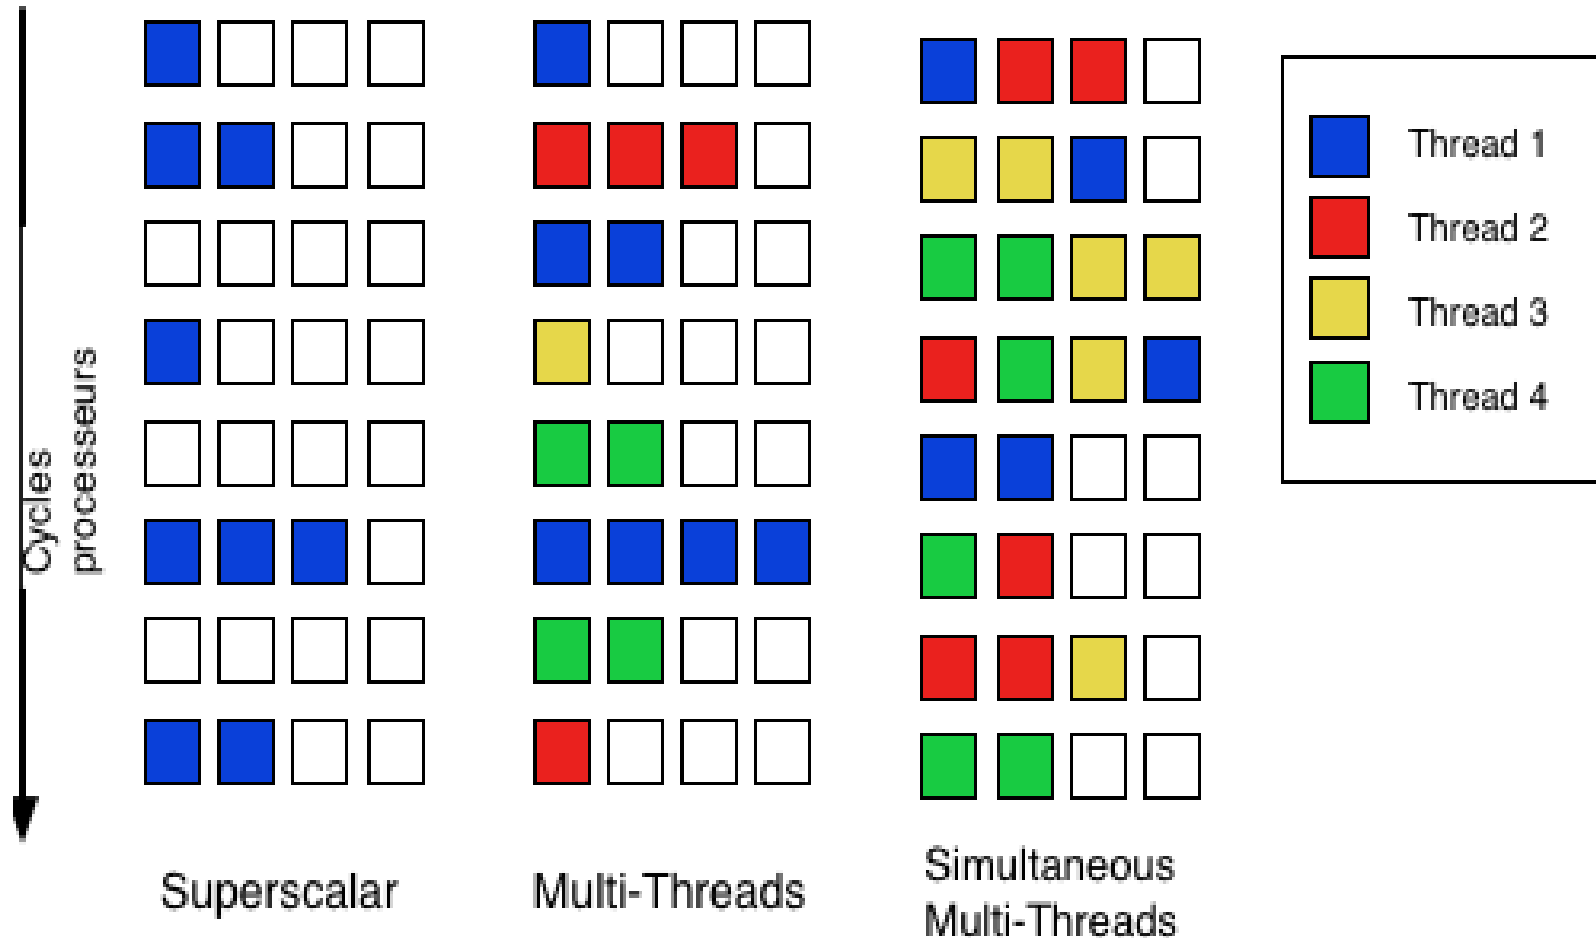 Cycles
processeurs
Thread 1
Thread 2
Thread 3
Thread 4
Superscalar
Multi-Threads
Simultaneous
Multi-Threads